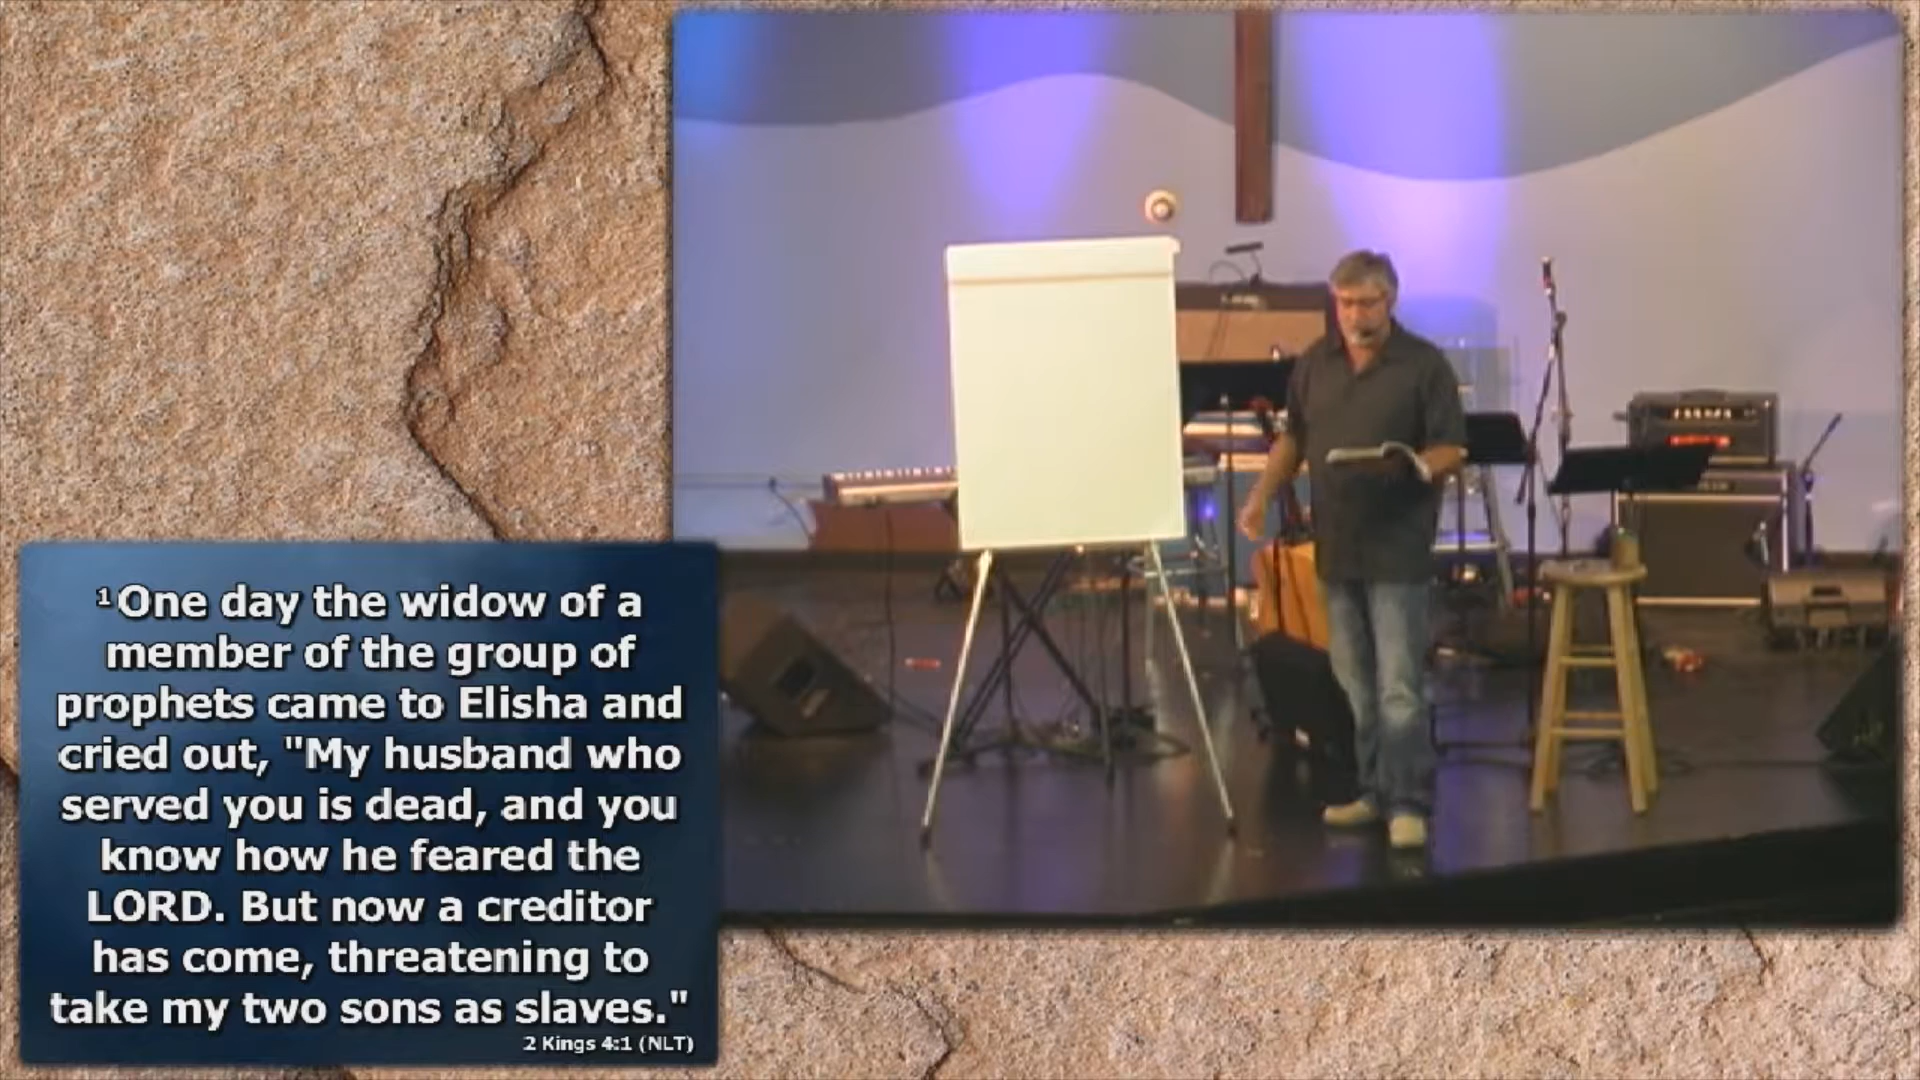 ¹One day the widow of a
member of the group of
prophets came to Elisha and
cried out, "My husband who
served you is dead, and you
know how he feared the
LORD. But now a creditor
has come, threatening to
take my two sons as slaves."
2 Kings 4:1 (NLT)